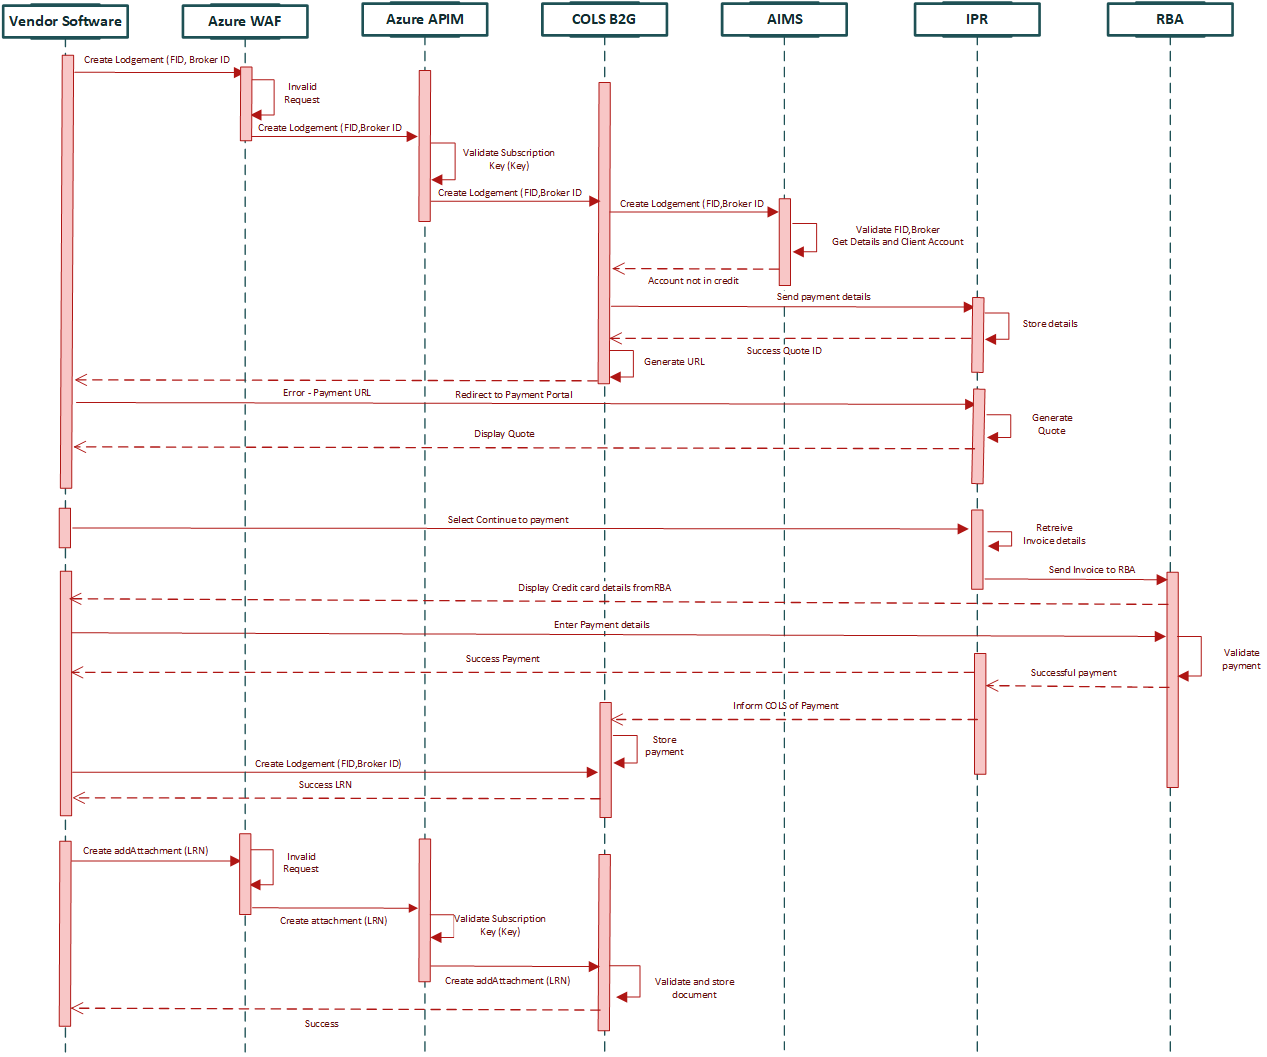 Vendor Software
Azure WAF
Azure APIM
COLS B2G
AIMS
IPR
RBA
Create Lodgement (FID, Broker ID
Invalid
Request
Create Lodgement (FID,Broker ID
Validate Subscription
Key (Key)
Create Lodgement (FID,Broker ID
Create Lodgement (FID,Broker ID
Validate FID,Broker
Get Details and Client Account
Account not in credit
Send payment details
Store details
Success Quote ID
Generate URL
Error - Payment URL
Redirect to Payment Portal
Generate
Quote
Display Quote
Select Continue to payment
Retreive
Invoice details
Send Invoice to RBA
Display Credit card details fromRBA
Enter Payment details
Validate
payment
Success Payment
Successful payment
Inform COLS of Payment
Store
payment
Create Lodgement (FID,Broker ID)
Success LRN
Create addAttachment (LRN)
Invalid
Request
Create attachment (LRN)
Validate Subscription
Key (Key)
Create addAttachment (LRN)
Validate and store
document
Success